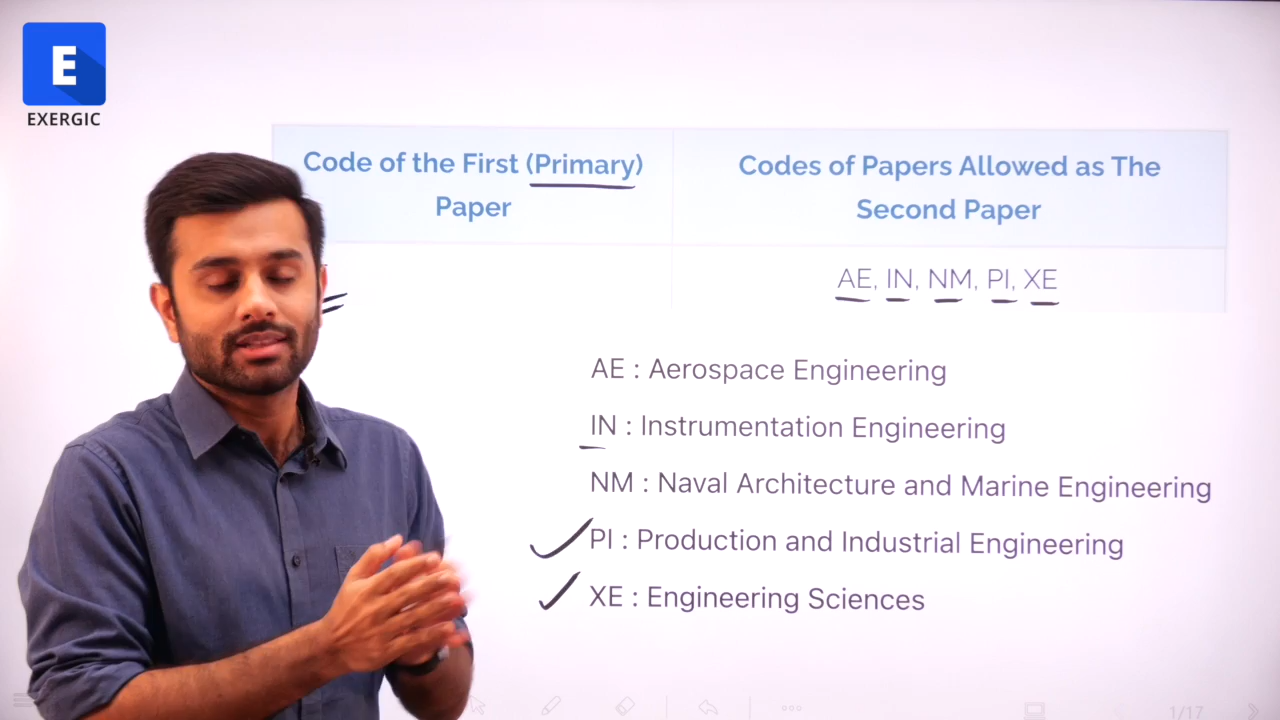 E
EXERGIC
Code of the First (Primary)
Paper
Codes of Papers Allowed as The
Second Paper
AE, IN, NM, PI, XE
AE : Aerospace Engineering
IN : Instrumentation Engineering
NM : Naval Architecture and Marine Engineering
PI : Production and Industrial Engineering
XE : Engineering Sciences
1/17